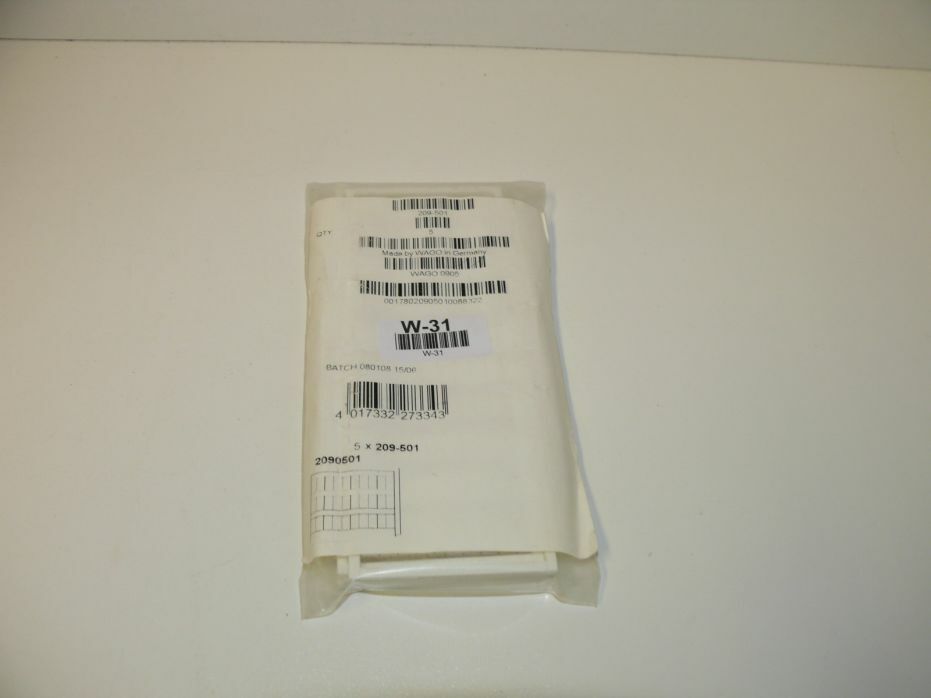 209-501
QTY 5
Made by WAGO in Germany
WAGO 0905
00178020905010088322
W-31
W-31
BATCH 080108 15/06
4 017332 273343
5 × 209-501
2090501